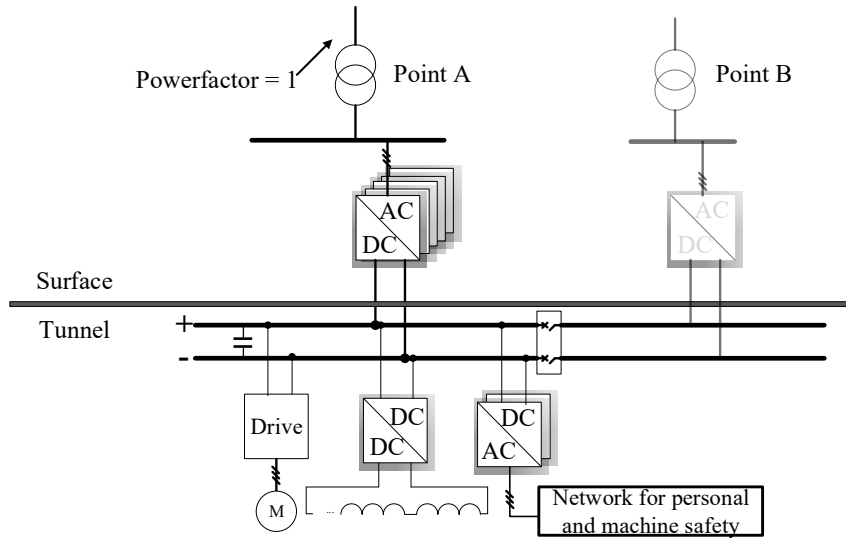 Powerfactor = 1
Point A
Point B
AC
DC
AC
DC
Surface
Tunnel
+
-
Drive
DC
DC
DC
AC
M
...
Network for personal
and machine safety